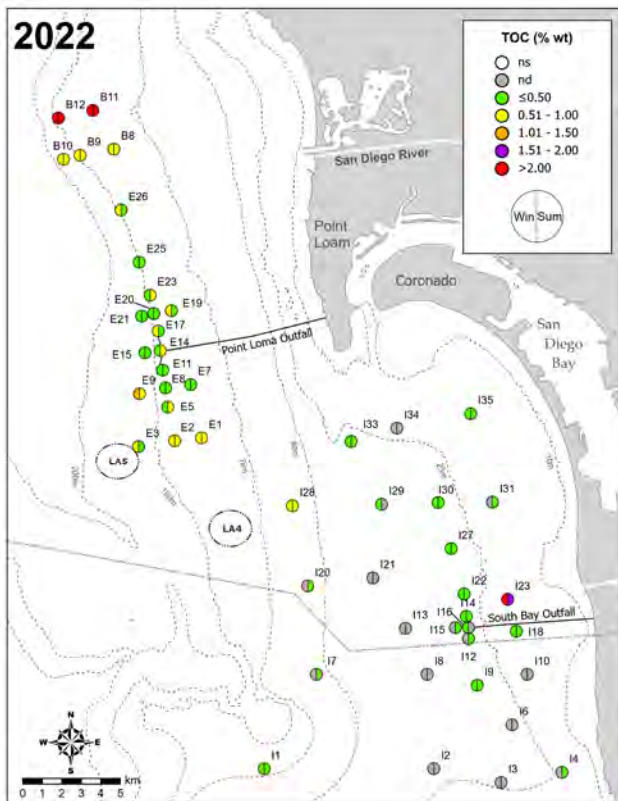 2022
TOC (% wt)
ns
nd
≤0.50
0.51 - 1.00
1.01 - 1.50
1.51 - 2.00
>2.00
Win Sum
B12
B11
B10
B9
B8
San Diego River
E26
Point
Loam
Coronado
San
Diego
Bay
E25
E23
E20
E19
E21
E17
E14
Point Loma Outfall
E15
E11
E9
E8
E7
E5
E3
E2
E1
LA5
LA4
200m
100m
I35
I34
I33
I28
I29
I30
I31
I27
I21
I20
I22
I23
I14
I16
South Bay Outfall
I13
I15
I18
I12
I7
I8
I9
I10
I6
I1
I2
I3
I4
N
W
E
S
0 1 2 3 4 5
km